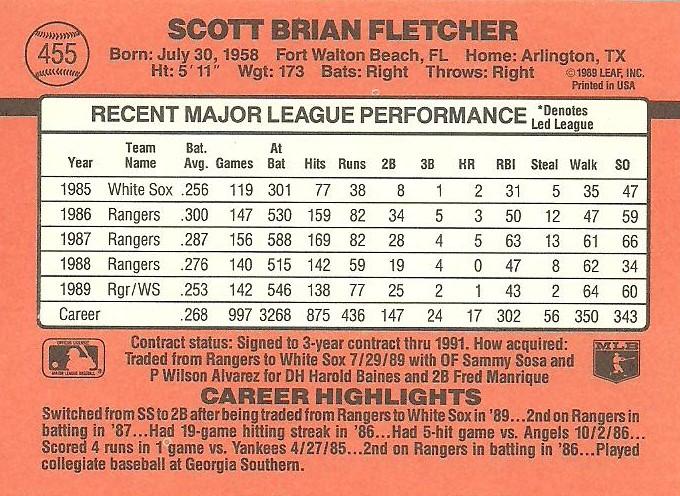 SCOTT BRIAN FLETCHER
455
Born: July 30, 1958 Fort Walton Beach, FL Home: Arlington, TX
Ht: 5' 11" Wgt: 173 Bats: Right Throws: Right ©1989 LEAF, INC.
Printed in USA
RECENT MAJOR LEAGUE PERFORMANCE *Denotes Led League
Year Team Name Bat. Avg. Games At Bat Hits Runs 2B 3B HR RBI Steal Walk SO
1985 White Sox .256 119 301 77 38 8 1 2 31 5 35 47
1986 Rangers .300 147 530 159 82 34 5 3 50 12 47 59
1987 Rangers .287 156 588 169 82 28 4 5 63 13 61 66
1988 Rangers .276 140 515 142 59 19 4 0 47 8 62 34
1989 Rgr/WS .253 142 546 138 77 25 2 1 43 2 64 60
Career .268 997 3268 875 436 147 24 17 302 56 350 343
Contract status: Signed to 3-year contract thru 1991. How acquired:
Traded from Rangers to White Sox 7/29/89 with OF Sammy Sosa and
P Wilson Alvarez for DH Harold Baines and 2B Fred Manrique
MAJOR LEAGUE BASEBALL
MLB
CAREER HIGHLIGHTS
Switched from SS to 2B after being traded from Rangers to White Sox in '89...2nd on Rangers in
batting in '87...Had 19-game hitting streak in '86...Had 5-hit game vs. Angels 10/2/86...
Scored 4 runs in 1 game vs. Yankees 4/27/85...2nd on Rangers in batting in '86...Played
collegiate baseball at Georgia Southern.